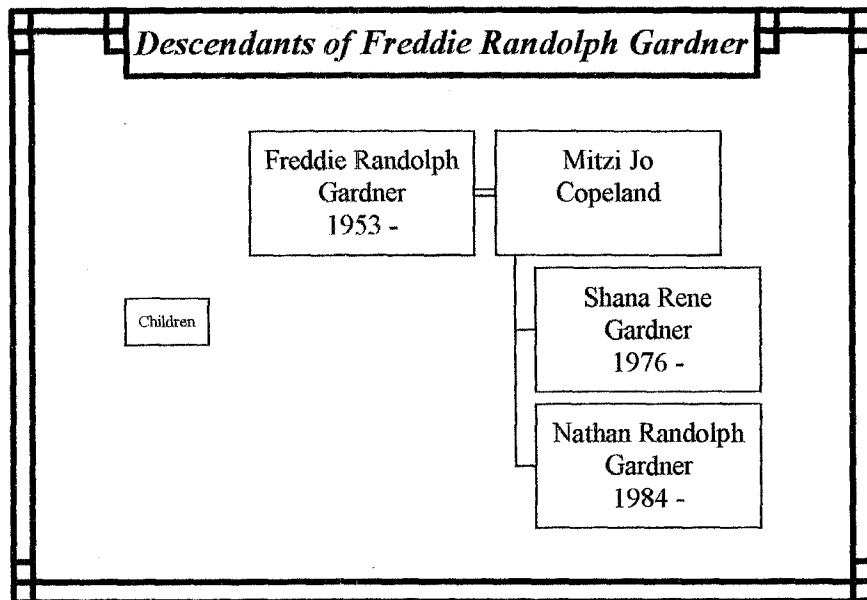 Descendants of Freddie Randolph Gardner
Freddie Randolph
Gardner
1953 -
Mitzi Jo
Copeland
Children
Shana Rene
Gardner
1976 -
Nathan Randolph
Gardner
1984 -